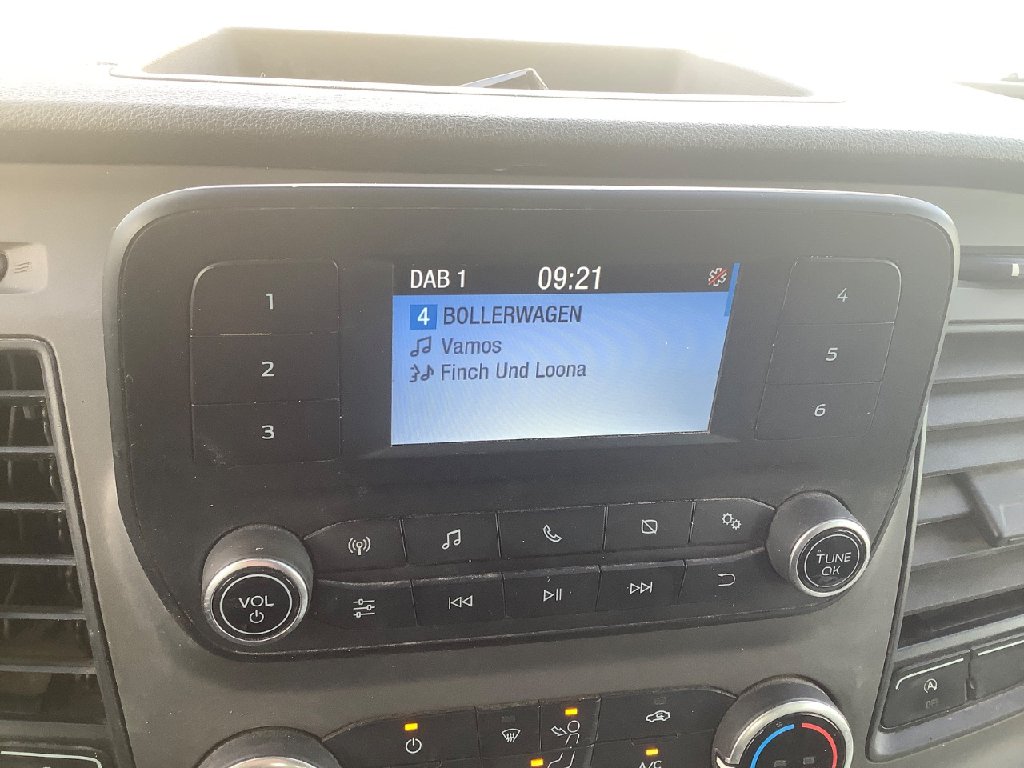 DAB 1 09:21
4 BOLLERWAGEN
Vamos
Finch Und Loona
1
2
3
4
5
6
VOL
TUNE
OK
A
OFF
A/C